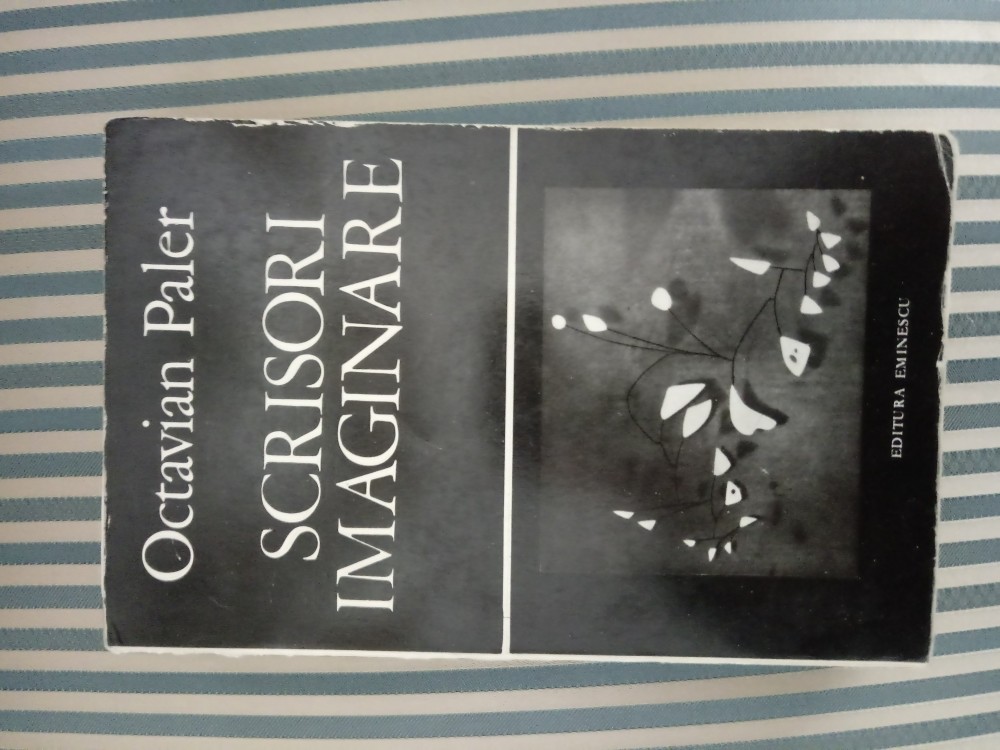 Octavian Paler
SCRISORI
IMAGINARE
EDITURA EMINESCU